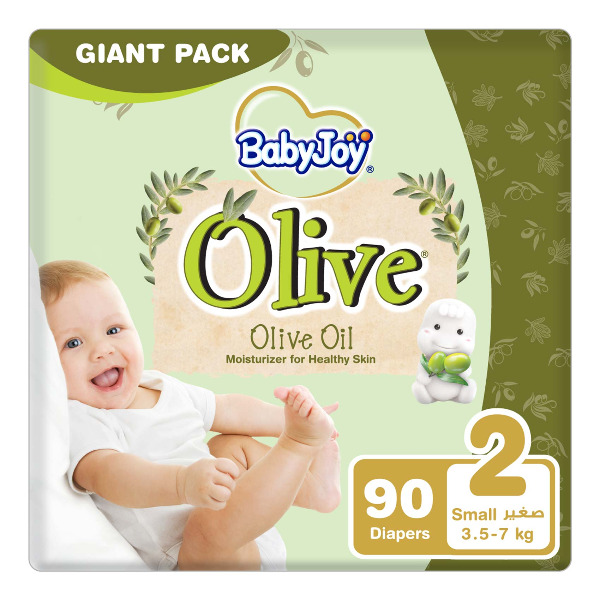 GIANT PACK
BabyJoy®
Olive®
Olive Oil
Moisturizer for Healthy Skin
2
90
Diapers
Small صغير
3.5-7 kg